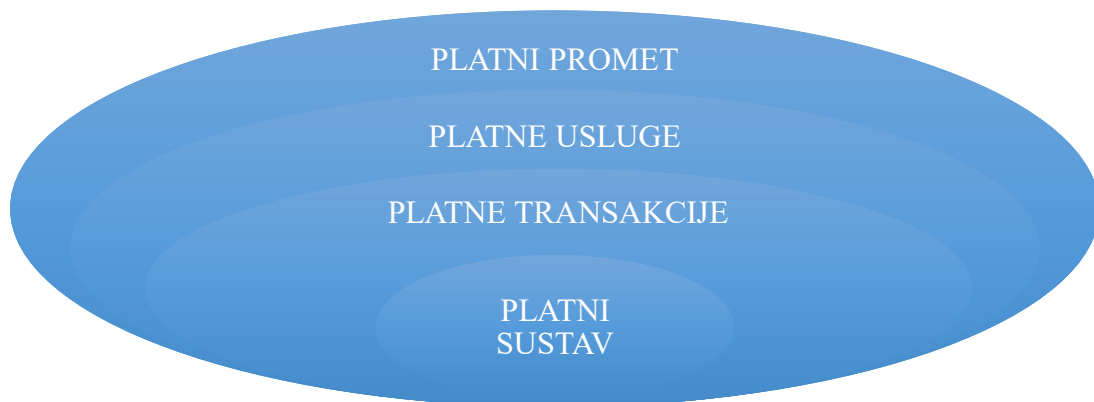 PLATNI PROMET
PLATNE USLUGE
PLATNE TRANSAKCIJE
PLATNI
SUSTAV